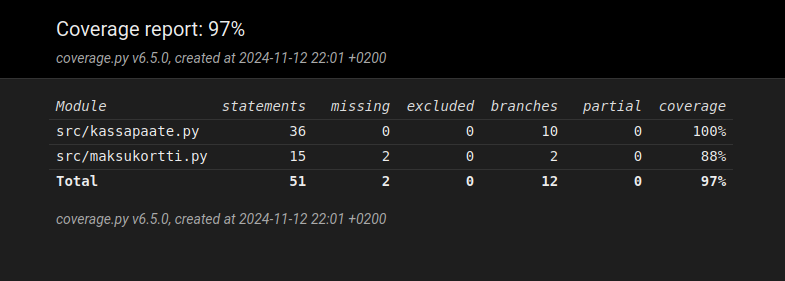 Coverage report: 97%
coverage.py v6.5.0, created at 2024-11-12 22:01 +0200
Module statements missing excluded branches partial coverage
src/kassapaate.py 36 0 0 10 0 100%
src/maksukortti.py 15 2 0 2 0 88%
Total 51 2 0 12 0 97%
coverage.py v6.5.0, created at 2024-11-12 22:01 +0200